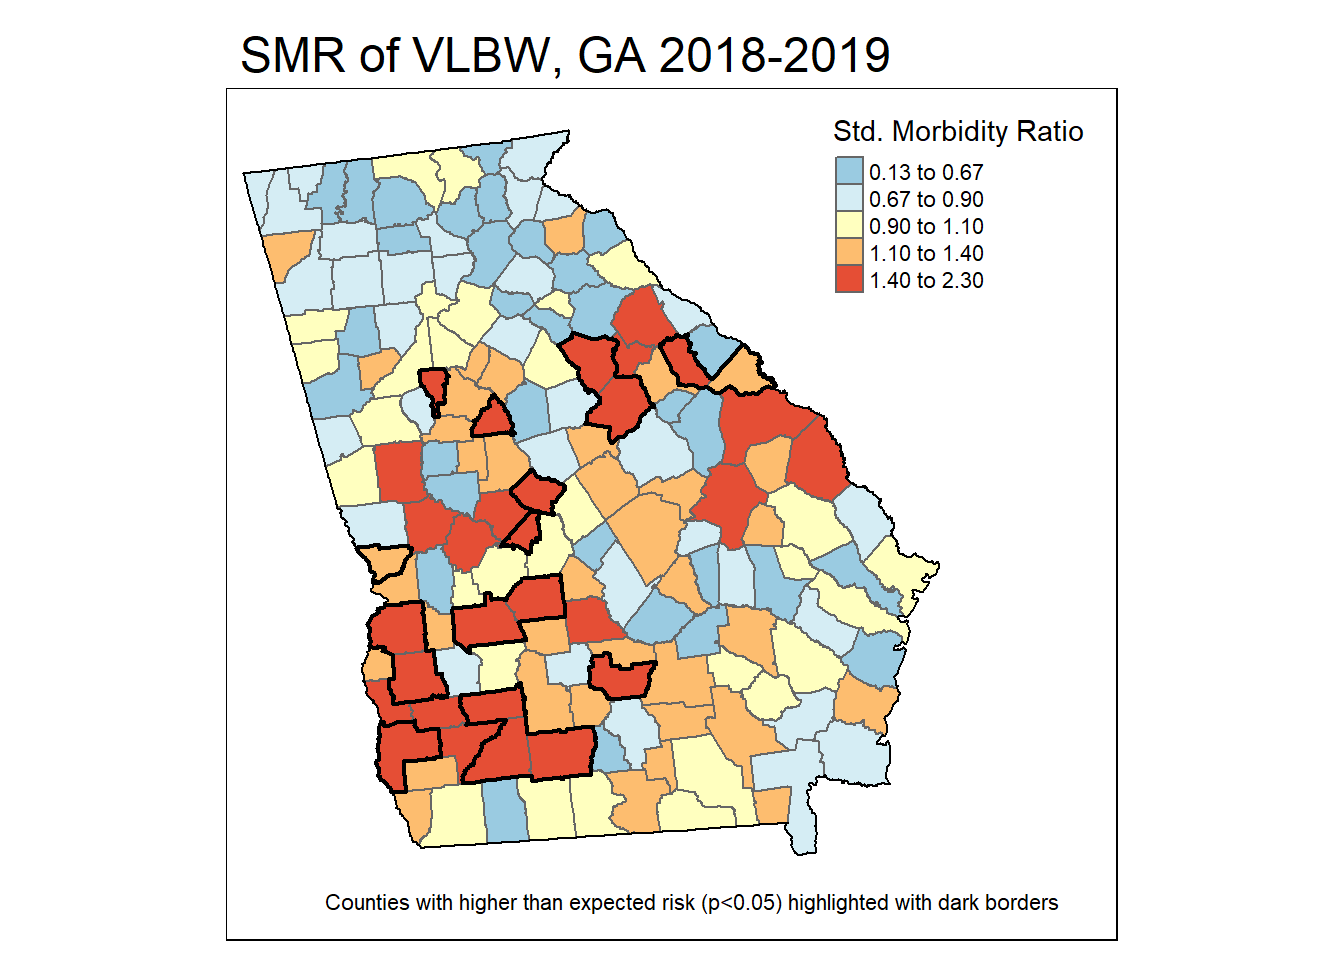 SMR of VLBW, GA 2018-2019
Std. Morbidity Ratio
0.13 to 0.67
0.67 to 0.90
0.90 to 1.10
1.10 to 1.40
1.40 to 2.30
Counties with higher than expected risk (p<0.05) highlighted with dark borders